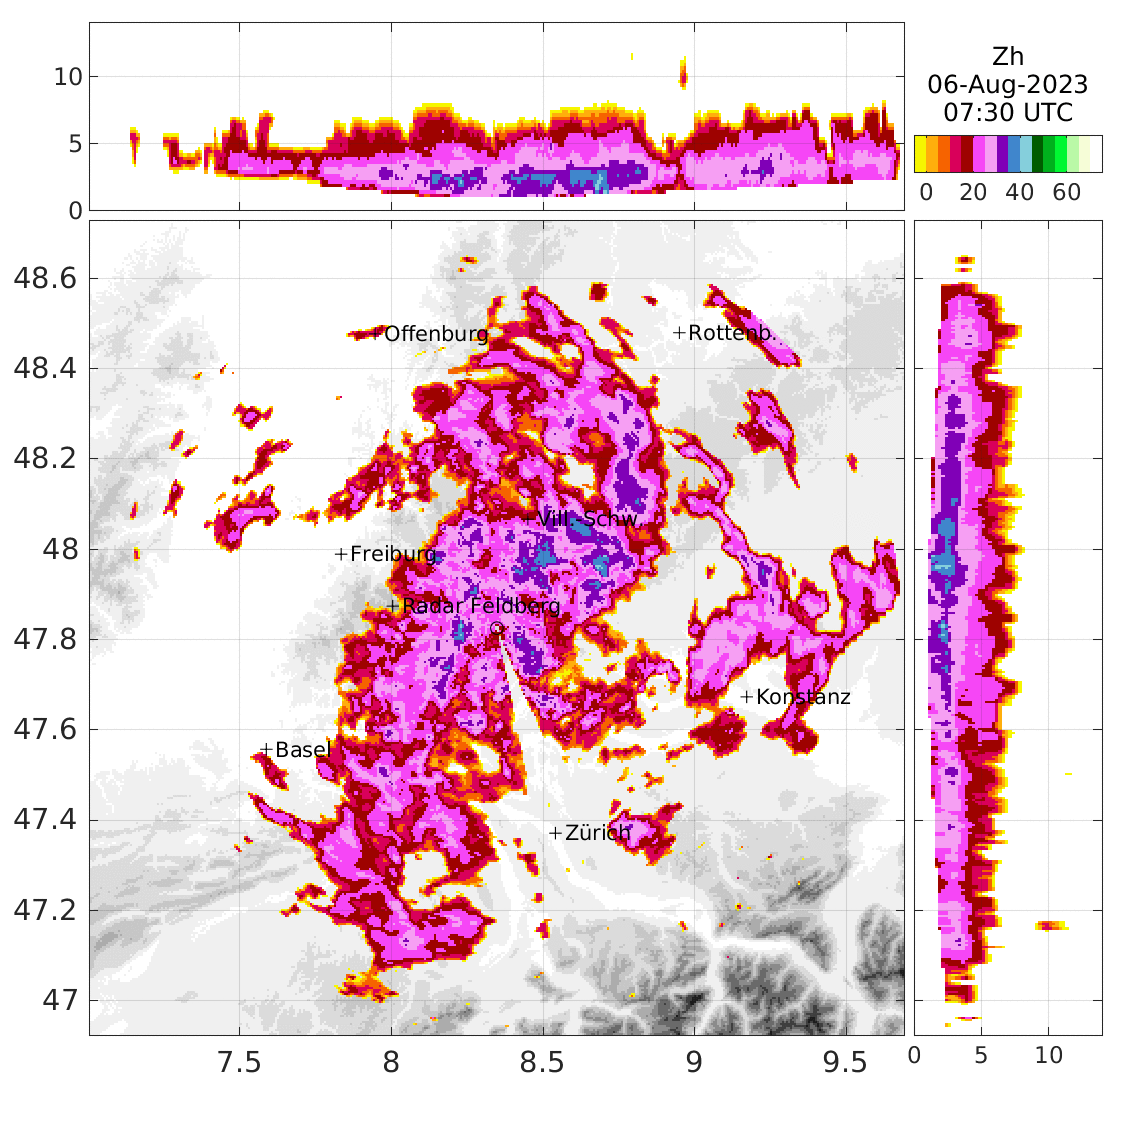 10
5
0
Zh
06-Aug-2023
07:30 UTC
0 20 40 60
48.6
48.4
48.2
48
47.8
47.6
47.4
47.2
47
+Offenburg
+Rottenb.
+Vill.-Schw.
+Freiburg
+Radar Feldberg
+Konstanz
+Basel
+Zürich
7.5 8 8.5 9 9.5
0 5 10